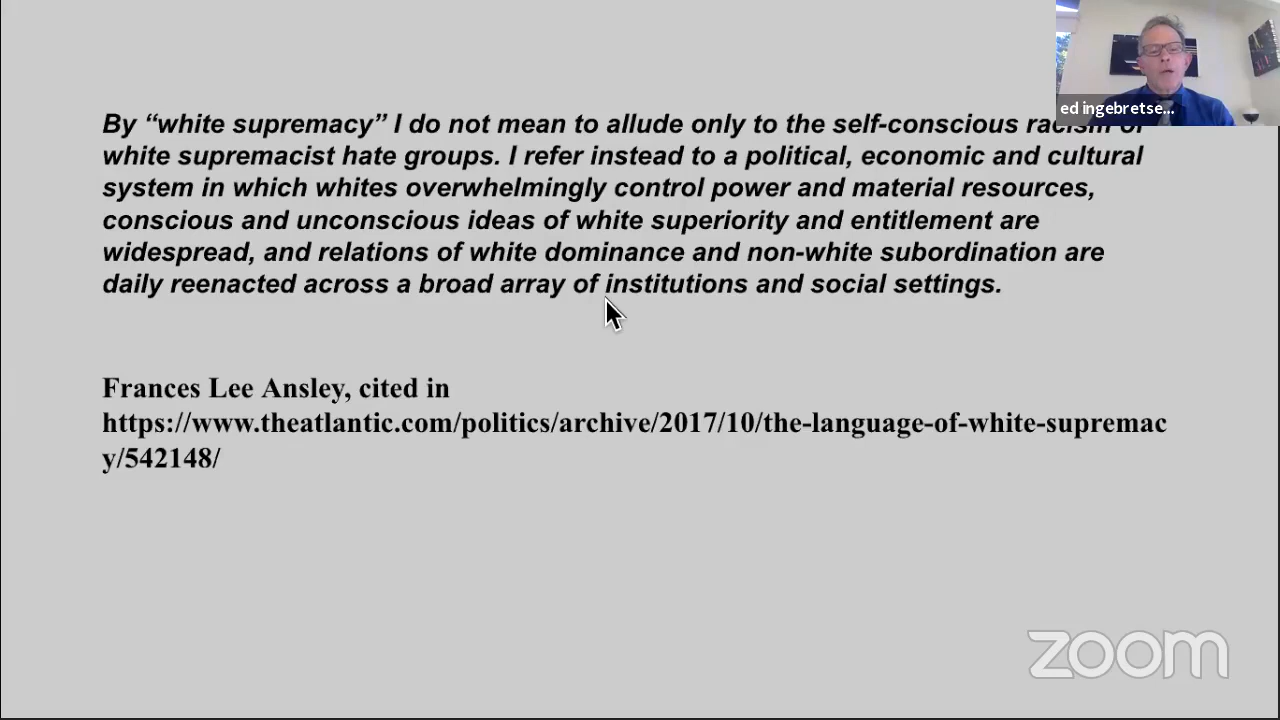 ed ingebretse...
By “white supremacy” I do not mean to allude only to the self-conscious racism of
white supremacist hate groups. I refer instead to a political, economic and cultural
system in which whites overwhelmingly control power and material resources,
conscious and unconscious ideas of white superiority and entitlement are
widespread, and relations of white dominance and non-white subordination are
daily reenacted across a broad array of institutions and social settings.
Frances Lee Ansley, cited in
https://www.theatlantic.com/politics/archive/2017/10/the-language-of-white-supremac
y/542148/
zoom